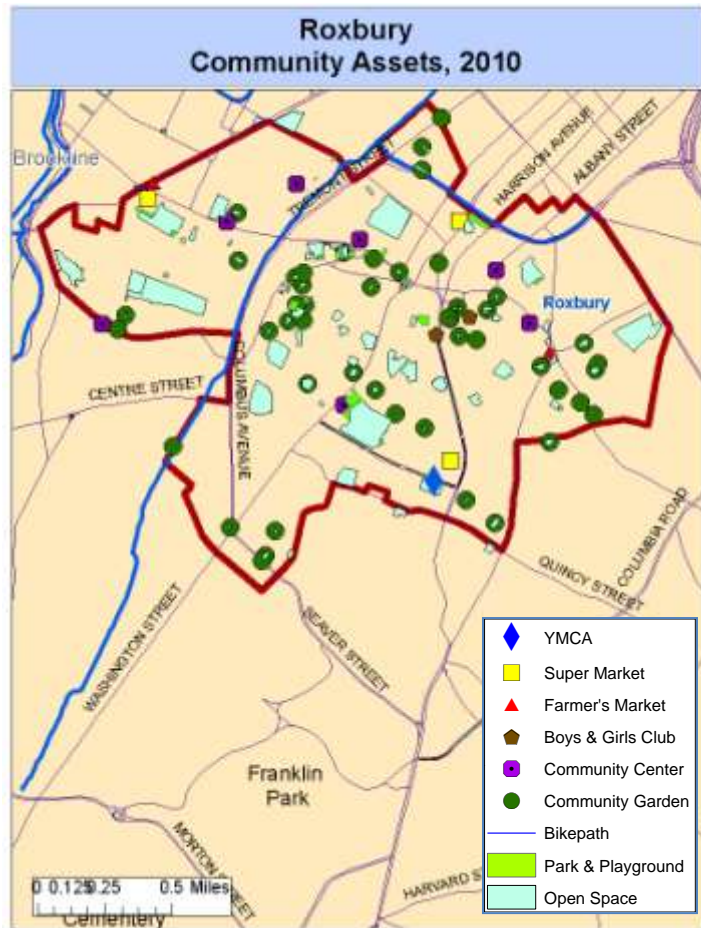 Roxbury
Community Assets, 2010
Brookline
TREMONT STREET
HARRISON AVENUE
ALBANY STREET
Roxbury
CENTRE STREET
COLUMBUS AVENUE
WASHINGTON STREET
SEAVER STREET
QUINCY STREET
COLUMBIA ROAD
Franklin
Park
MORTON STREET
HARVARD S
0 0.125 0.25 0.5 Miles
Cementery
YMCA
Super Market
Farmer's Market
Boys & Girls Club
Community Center
Community Garden
Bikepath
Park & Playground
Open Space